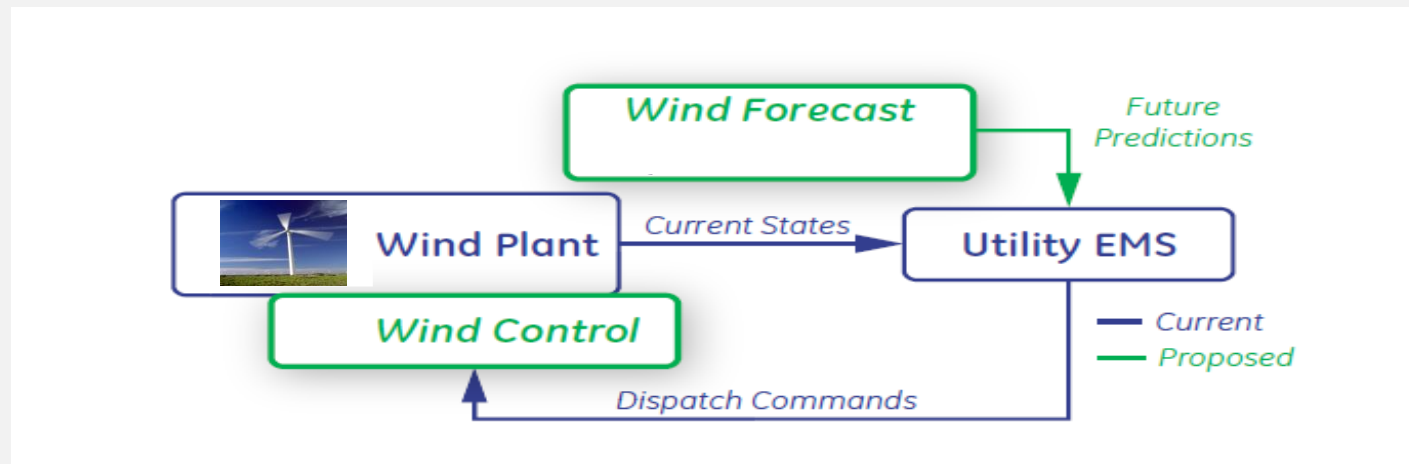 Wind Forecast
Future
Predictions
Wind Plant
Current States
Utility EMS
Wind Control
Current
Proposed
Dispatch Commands